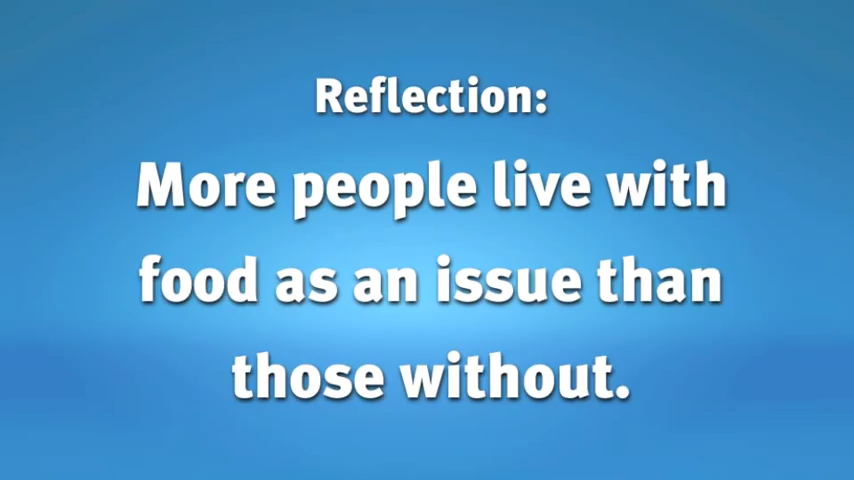 Reflection:
More people live with
food as an issue than
those without.